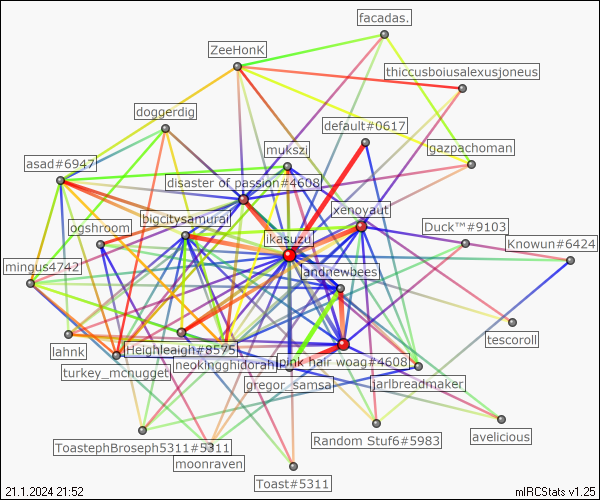 facadas.
ZeeHonK
thiccusboiusalexusjoneus
doggerdig
default#0617
mukszi
gazpachoman
asad#6947
disaster of passion#4608
xenoyaut
bigcitysamurai
ogshroom
Duck™#9103
ikasuzu
Knowun#6424
mingus4742
andnewbees
tescoroll
lahnk
Heighleaigh#8575
pink hair woag#4608
neokingghidorah
turkey_mcnugget
gregor_samsa
jarlbreadmaker
avelicious
Random Stuf6#5983
ToastephBroseph5311#5311
moonraven
Toast#5311
21.1.2024 21:52
mIRCStats v1.25